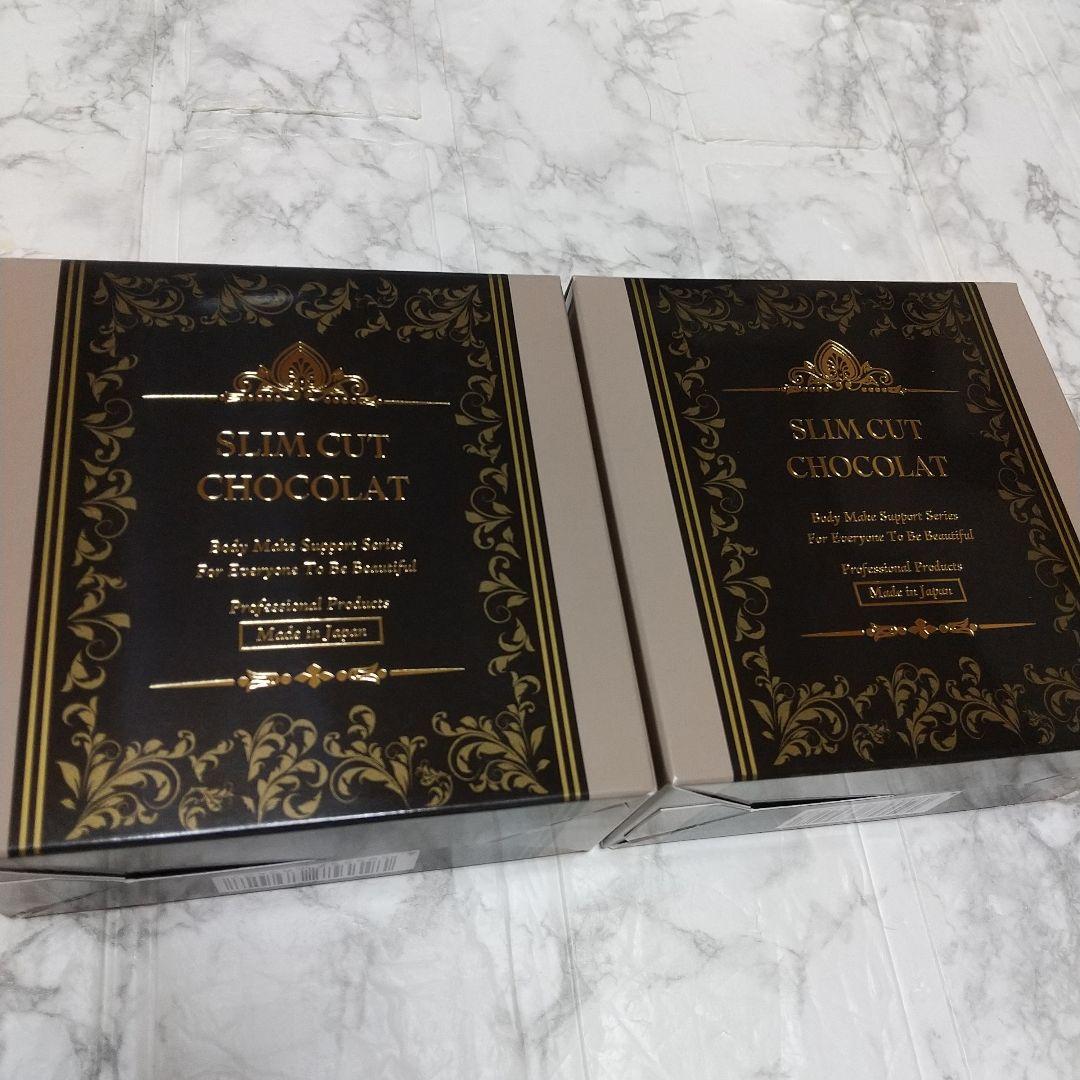 SLIM CUT
CHOCOLAT
Body Make Support Series
For Everyone To Be Beautiful
Professional Products
Made in Japan
SLIM CUT
CHOCOLAT
Body Make Support Series
For Everyone To Be Beautiful
Professional Products
Made in Japan